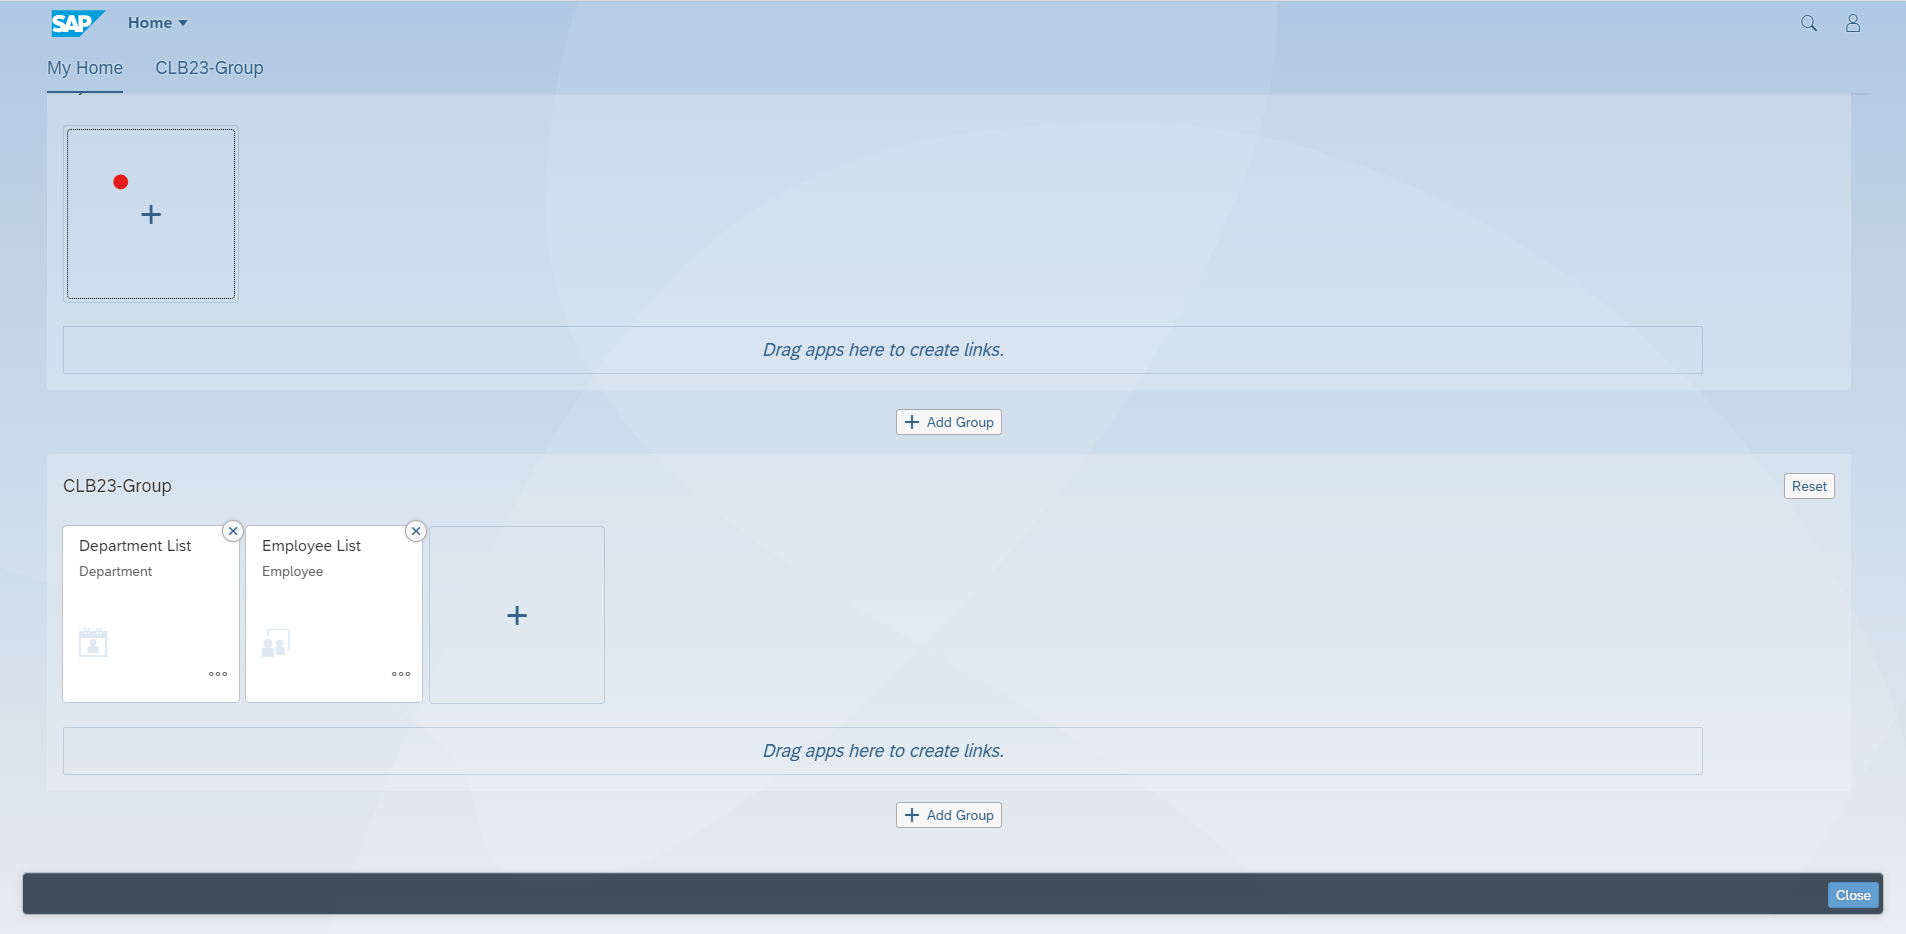 SAP Home
My Home CLB23-Group
Drag apps here to create links.
Add Group
CLB23-Group Reset
Department List
Department
Employee List
Employee
Drag apps here to create links.
Add Group
Close